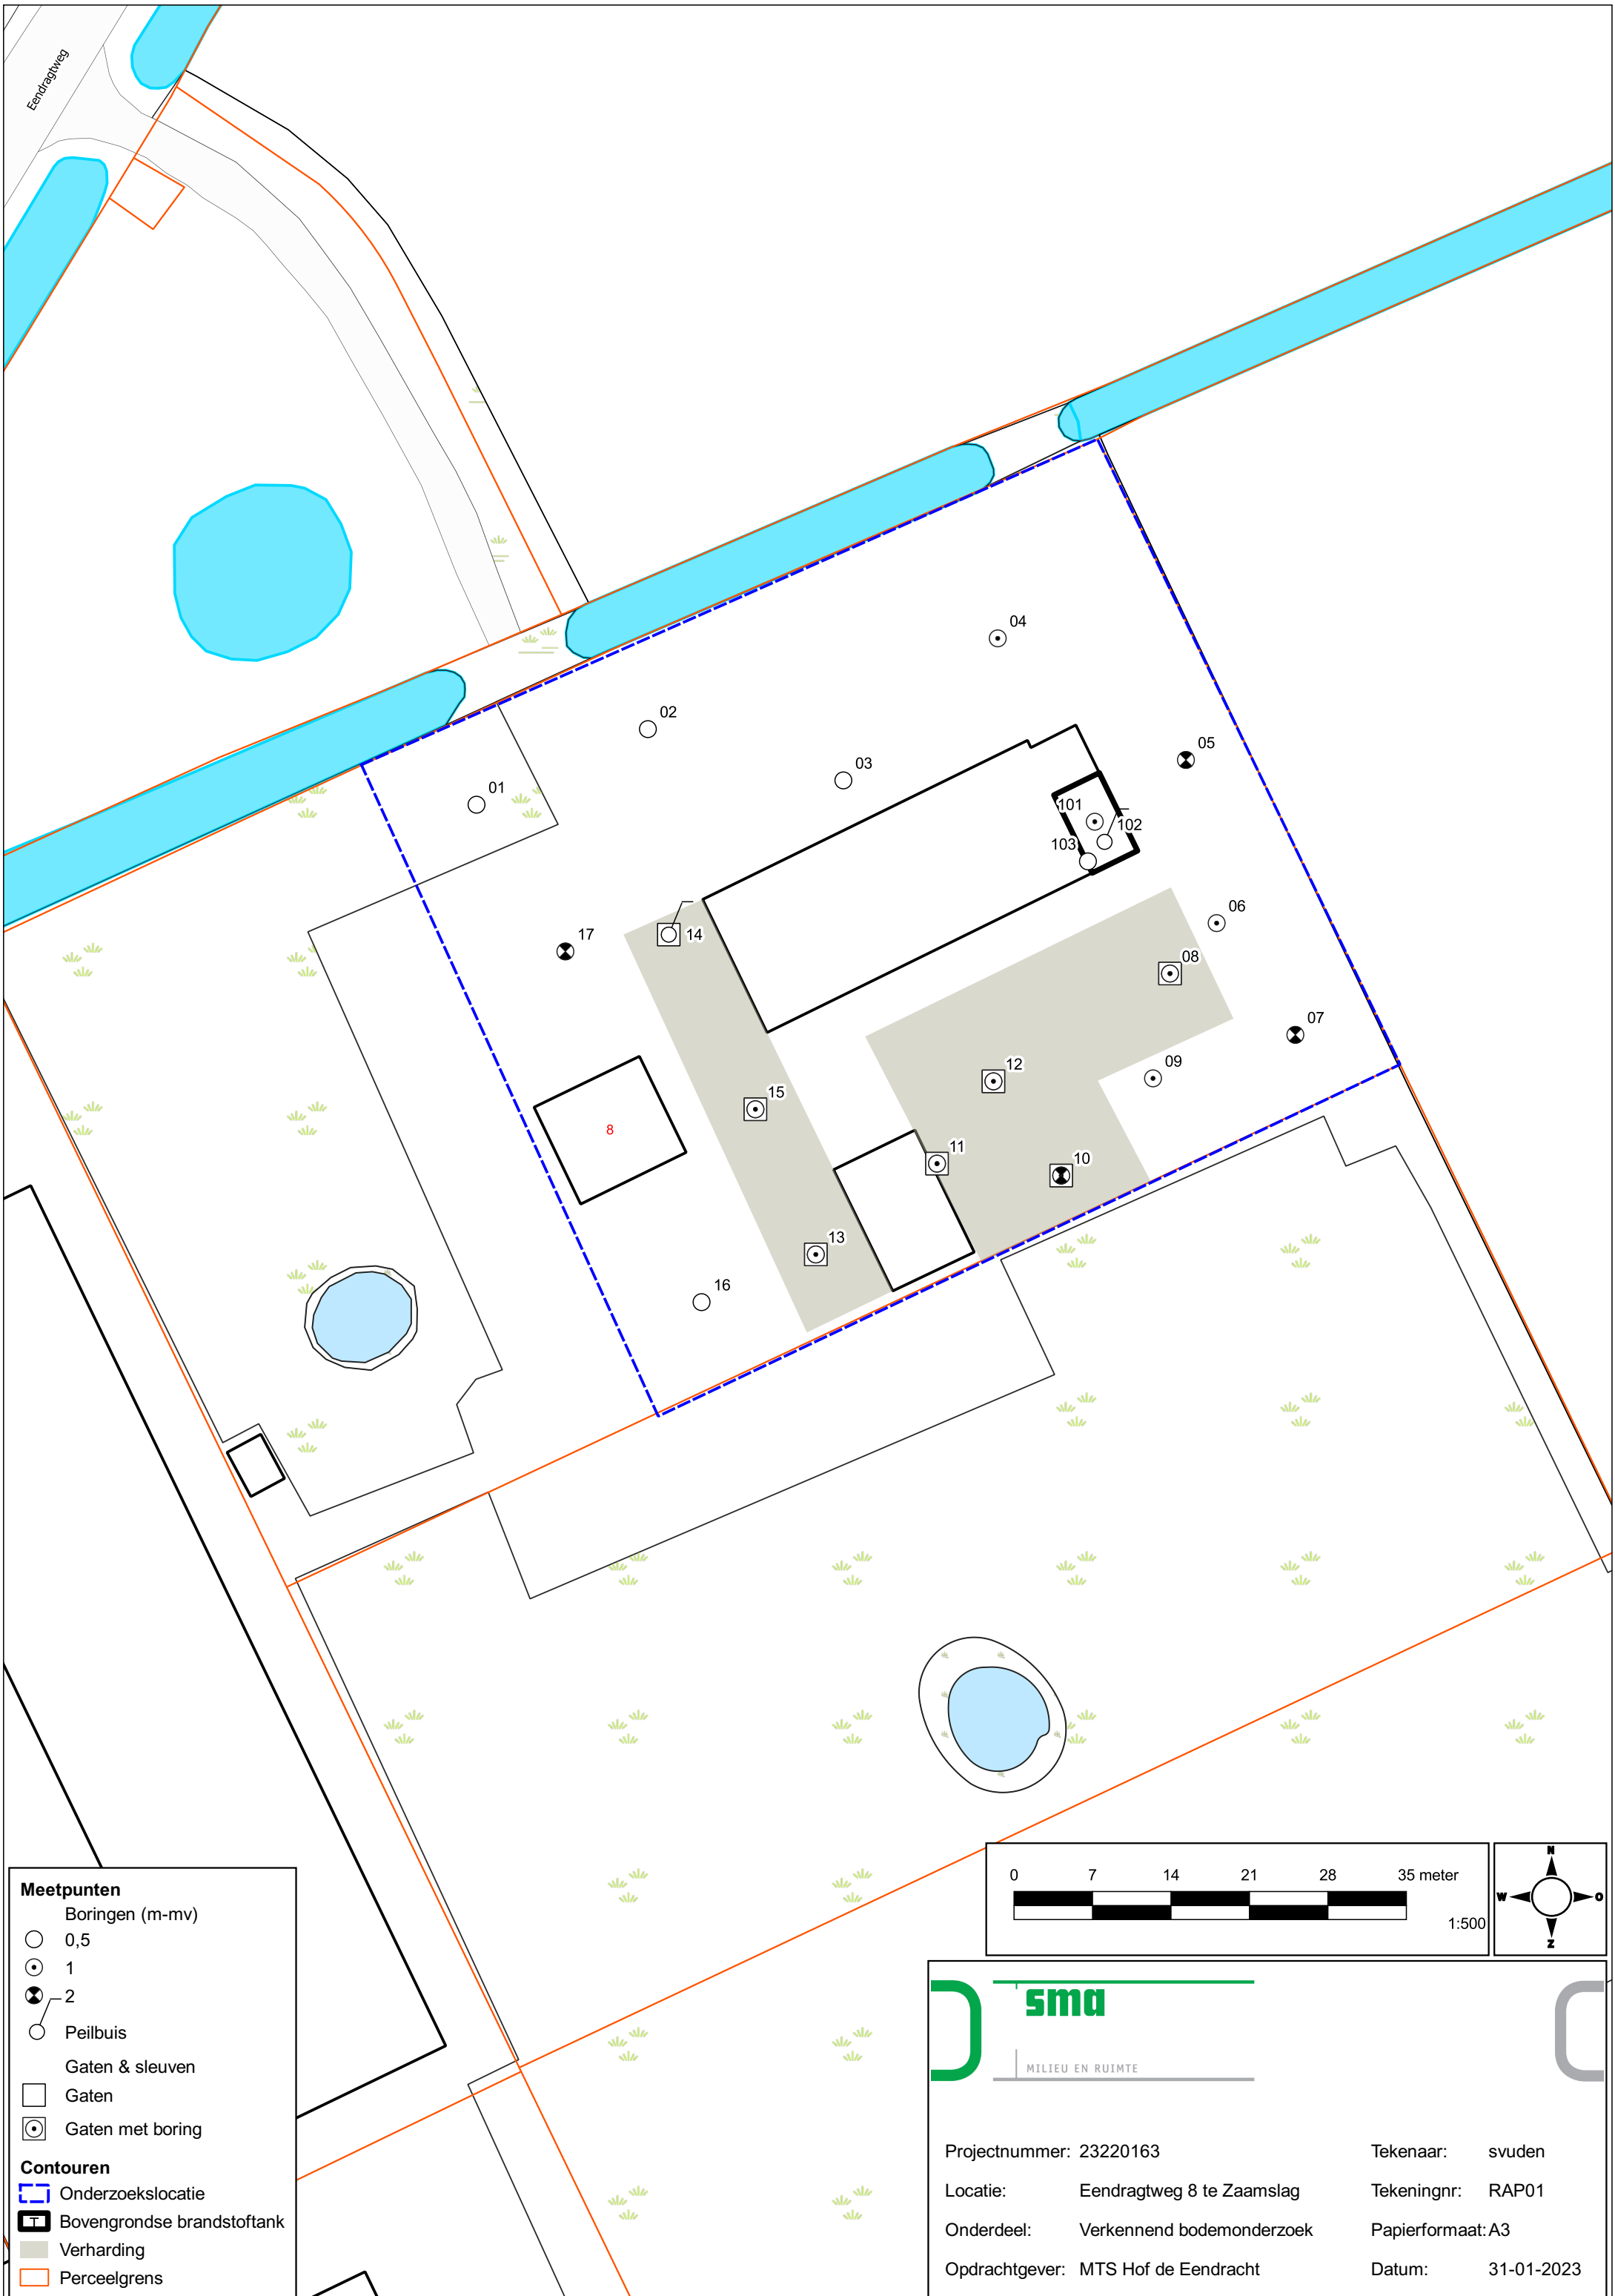 Eendragtweg
04
02
05
03
01
101
102
103
06
17
14
08
07
12
09
15
8
11
10
13
16
Meetpunten
Boringen (m-mv)
0,5
1
2
Peilbuis
Gaten & sleuven
Gaten
Gaten met boring
Contouren
Onderzoekslocatie
T Bovengrondse brandstoftank
Verharding
Perceelgrens
0 7 14 21 28 35 meter
1:500
N
W O
Z
sma
MILIEU EN RUIMTE
Projectnummer: 23220163 Tekenaar: svuden
Locatie: Eendragtweg 8 te Zaamslag Tekeningnr: RAP01
Onderdeel: Verkennend bodemonderzoek Papierformaat: A3
Opdrachtgever: MTS Hof de Eendracht Datum: 31-01-2023